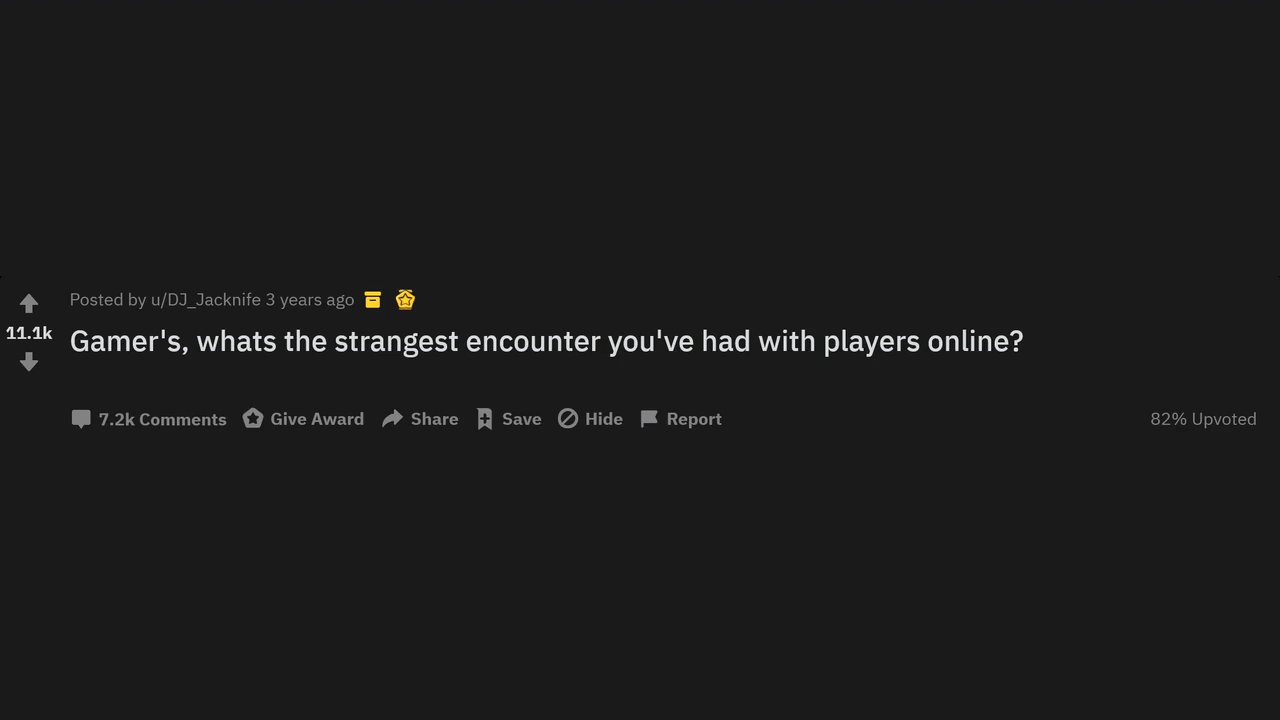 Posted by u/DJ_Jacknife 3 years ago
11.1k
Gamer's, whats the strangest encounter you've had with players online?
7.2k Comments Give Award Share Save Hide Report 82% Upvoted